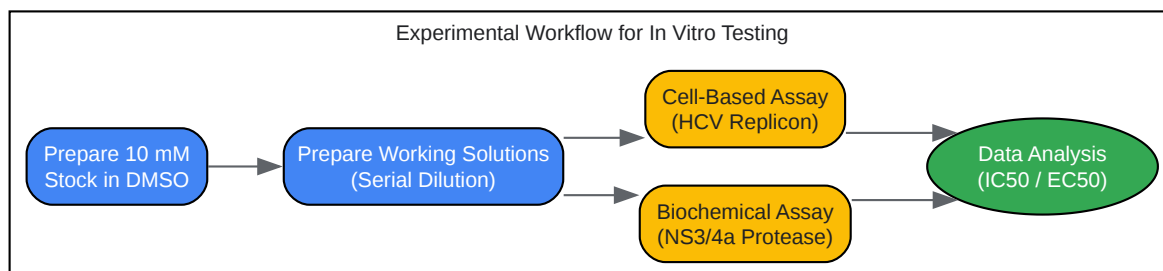 Experimental Workflow for In Vitro Testing
Prepare 10 mM
Stock in DMSO
Prepare Working Solutions
(Serial Dilution)
Cell-Based Assay
(HCV Replicon)
Biochemical Assay
(NS3/4a Protease)
Data Analysis
(IC50 / EC50)